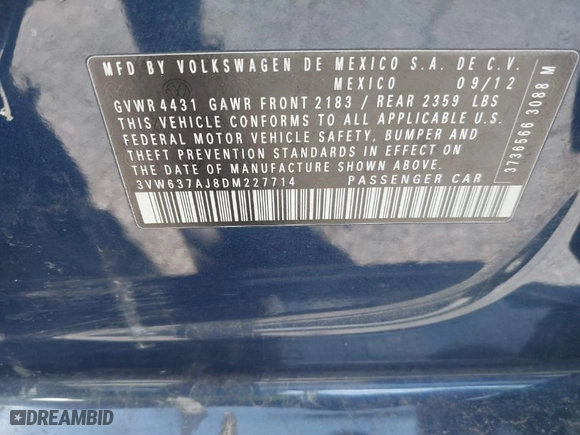 MFD BY VOLKSWAGEN DE MEXICO S.A. DE C.V.
MEXICO 09/12
GVWR 4431 GAWR FRONT 2183 / REAR 2359 LBS
THIS VEHICLE CONFORMS TO ALL APPLICABLE U.S.
FEDERAL MOTOR VEHICLE SAFETY, BUMPER AND
THEFT PREVENTION STANDARDS IN EFFECT ON
THE DATE OF MANUFACTURE SHOWN ABOVE.
3VW637AJ8DM227714 PASSENGER CAR
3736566 3088 M
DREAMBID